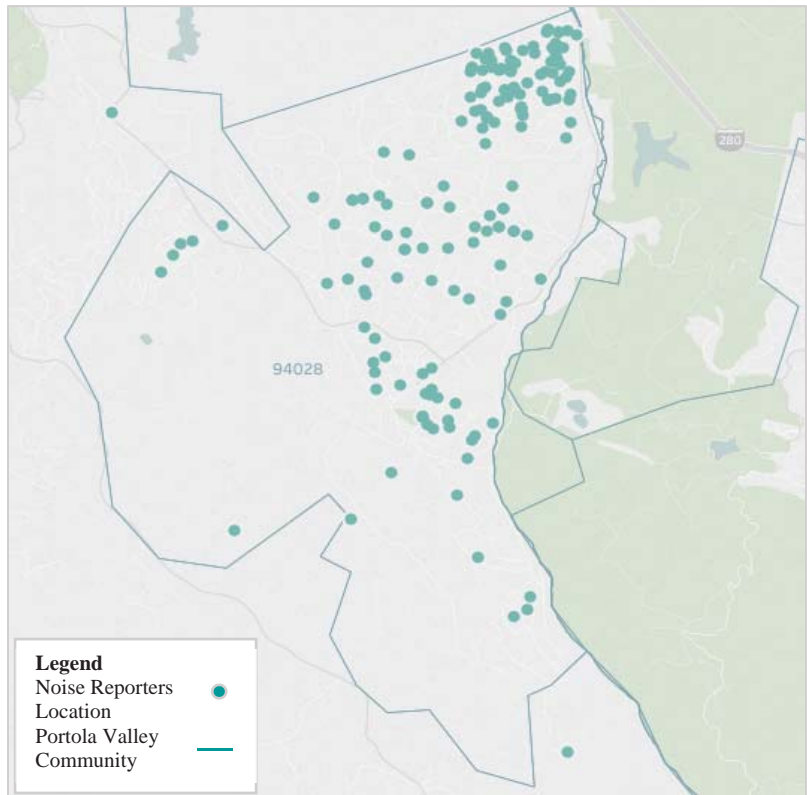 280
94028
Legend
Noise Reporters
Location
Portola Valley
Community